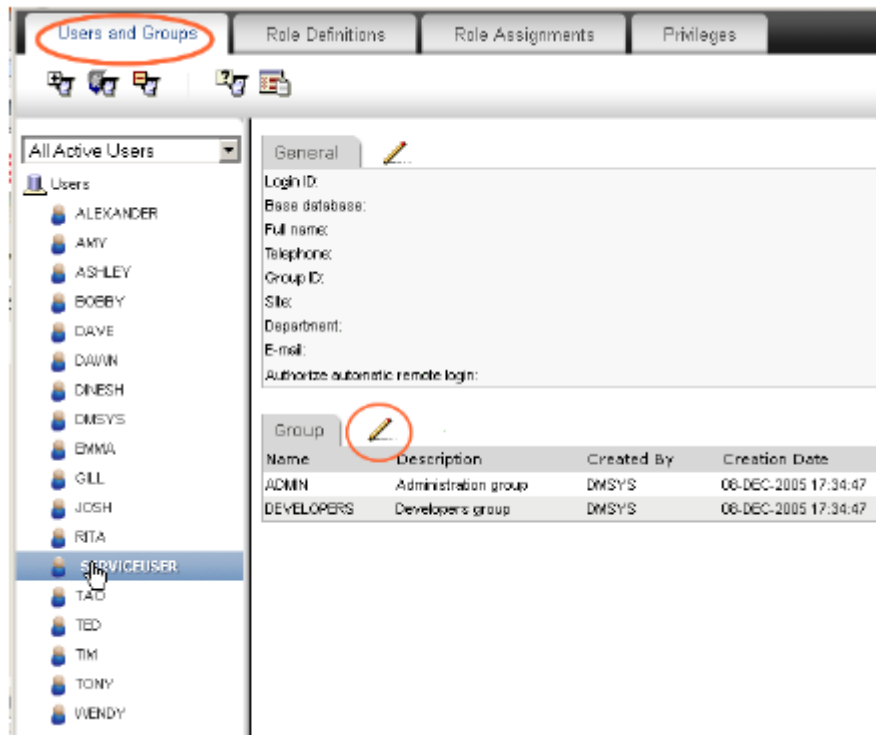 Users and Groups Role Definitions Role Assignments Privileges
All Active Users
Users
ALEXANDER
AMY
ASHLEY
BOBBY
DAVE
DAWN
DINESH
DMSYS
EMMA
GILL
JOSH
RITA
SERVICEUSER
TAO
TED
TIM
TONY
WENDY
General
Login ID:
Base database:
Full name:
Telephone:
Group ID:
Site:
Department:
E-mail:
Authorize automatic remote login:
Group
Name Description Created By Creation Date
ADMIN Administration group DMSYS 08-DEC-2005 17:34:47
DEVELOPERS Developers group DMSYS 08-DEC-2005 17:34:47